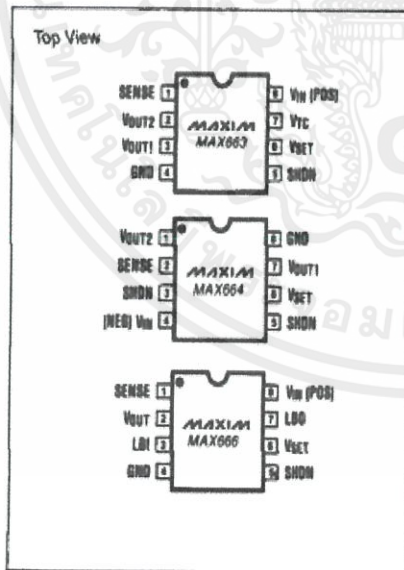 Top View
SENSE 1 8 VIN (POS)
VOUT2 2 MAXIM 7 VTC
VOUT1 3 MAX663 6 VSET
GND 4 5 SHDN
VOUT2 1 8 GND
SENSE 2 MAXIM 7 VOUT1
SHDN 3 MAX664 6 VSET
(NEG) VIN 4 5 SHDN
SENSE 1 8 VIN (POS)
VOUT 2 MAXIM 7 LBO
LBI 3 MAX666 6 VSET
GND 4 5 SHDN